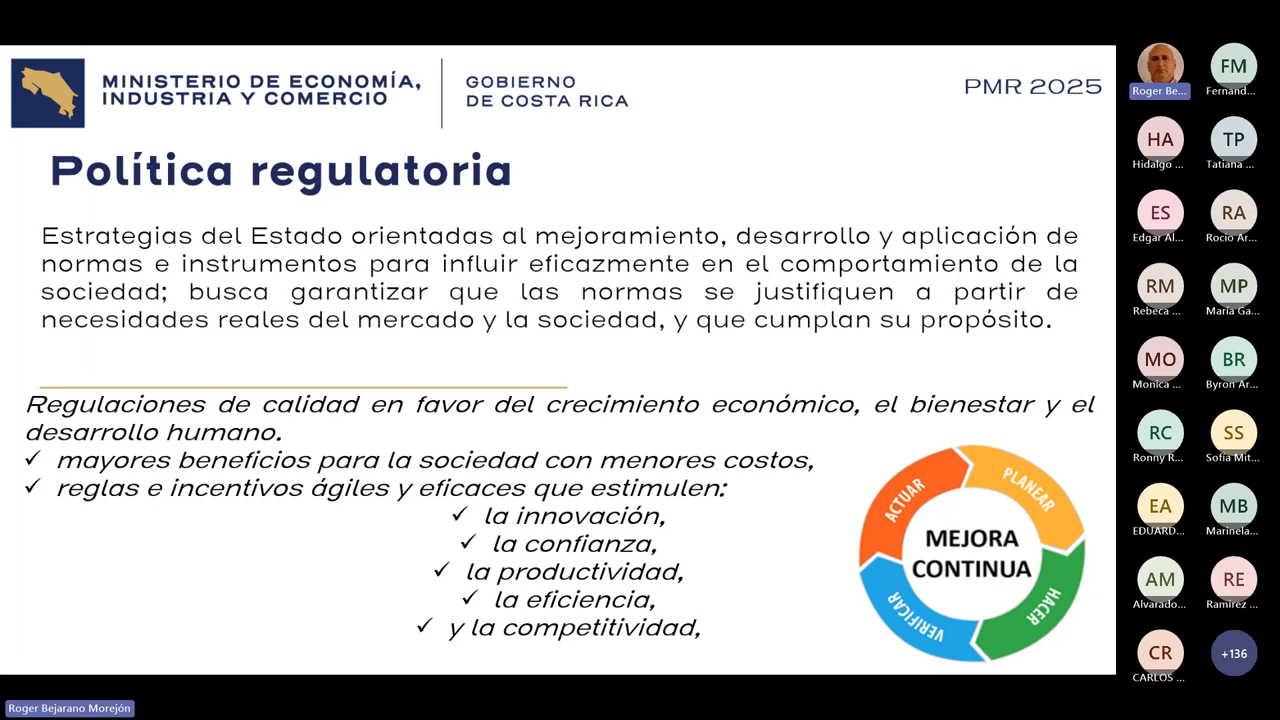 MINISTERIO DE ECONOMÍA,
INDUSTRIA Y COMERCIO
GOBIERNO
DE COSTA RICA
PMR 2025
Política regulatoria
Estrategias del Estado orientadas al mejoramiento, desarrollo y aplicación de
normas e instrumentos para influir eficazmente en el comportamiento de la
sociedad; busca garantizar que las normas se justifiquen a partir de
necesidades reales del mercado y la sociedad, y que cumplan su propósito.
Regulaciones de calidad en favor del crecimiento económico, el bienestar y el
desarrollo humano.
✓ mayores beneficios para la sociedad con menores costos,
✓ reglas e incentivos ágiles y eficaces que estimulen:
✓ la innovación,
✓ la confianza,
✓ la productividad,
✓ la eficiencia,
✓ y la competitividad,
ACTUAR
PLANEAR
MEJORA
CONTINUA
VERIFICAR
HACER
Roger Be...
FM
Fernand...
HA
Hidalgo ...
TP
Tatiana ...
ES
Edgar Al...
RA
Rocío Ar...
RM
Rebeca ...
MP
María Ga...
MO
Monica ...
BR
Byron Ar...
RC
Ronny R...
SS
Sofía Mit...
EA
EDUARD...
MB
Marinela...
AM
Alvarado...
RE
Ramírez ...
CR
CARLOS ...
+136
Roger Bejarano Morejón